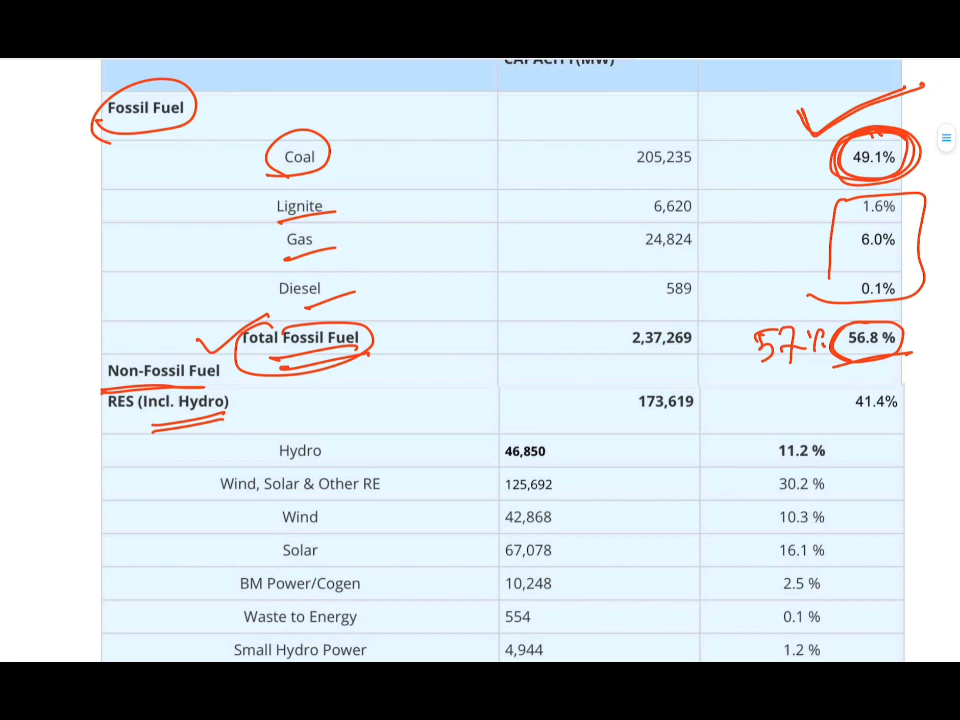 CAPACITY(MW)
Fossil Fuel
Coal 205,235 49.1%
Lignite 6,620 1.6%
Gas 24,824 6.0%
Diesel 589 0.1%
Total Fossil Fuel 2,37,269 57% 56.8 %
Non-Fossil Fuel
RES (Incl. Hydro) 173,619 41.4%
Hydro 46,850 11.2 %
Wind, Solar & Other RE 125,692 30.2 %
Wind 42,868 10.3 %
Solar 67,078 16.1 %
BM Power/Cogen 10,248 2.5 %
Waste to Energy 554 0.1 %
Small Hydro Power 4,944 1.2 %